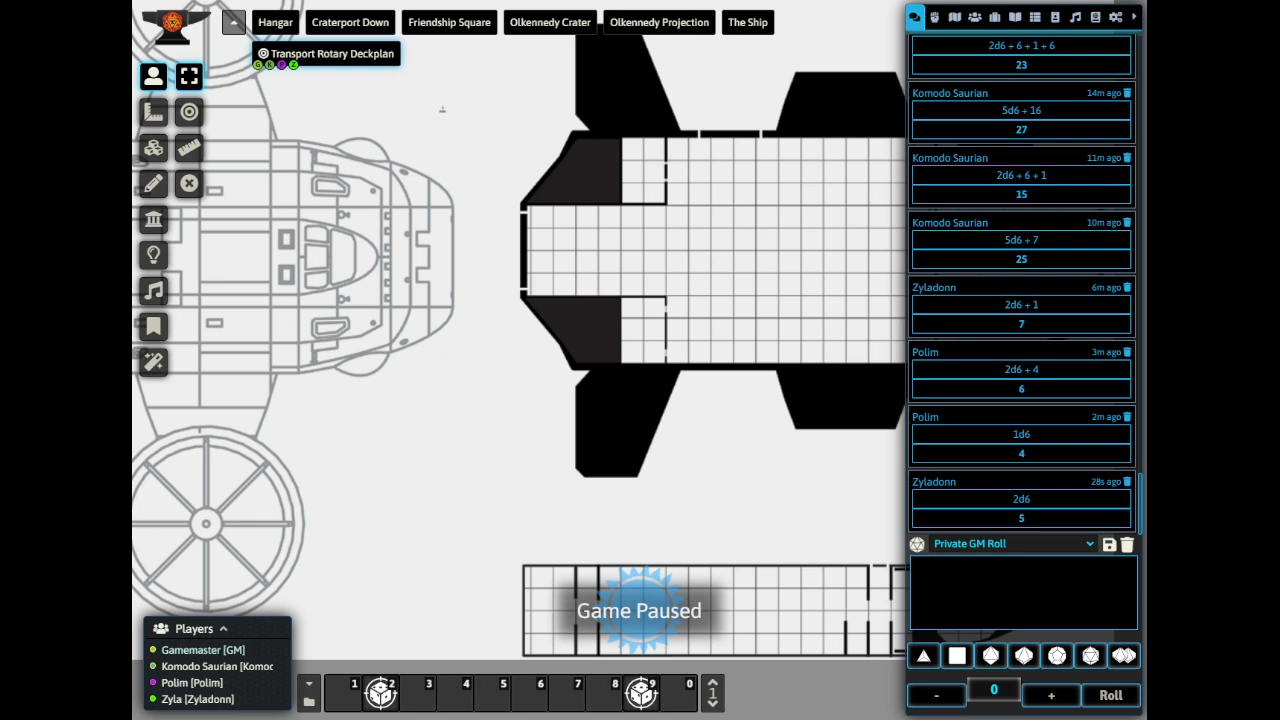 Hangar
Craterport Down
Friendship Square
Olkennedy Crater
Olkennedy Projection
The Ship
Transport Rotary Deckplan
G K P Z
2d6 + 6 + 1 + 6
23
Komodo Saurian 14m ago
5d6 + 16
27
Komodo Saurian 11m ago
2d6 + 6 + 1
15
Komodo Saurian 10m ago
5d6 + 7
25
Zyladonn 6m ago
2d6 + 1
7
Polim 3m ago
2d6 + 4
6
Polim 2m ago
1d6
4
Zyladonn 28s ago
2d6
5
Private GM Roll
- 0 + Roll
Game Paused
Players
Gamemaster [GM]
Komodo Saurian [Komoc
Polim [Polim]
Zyla [Zyladonn]
1 2 3 4 5 6 7 8 9 0
1